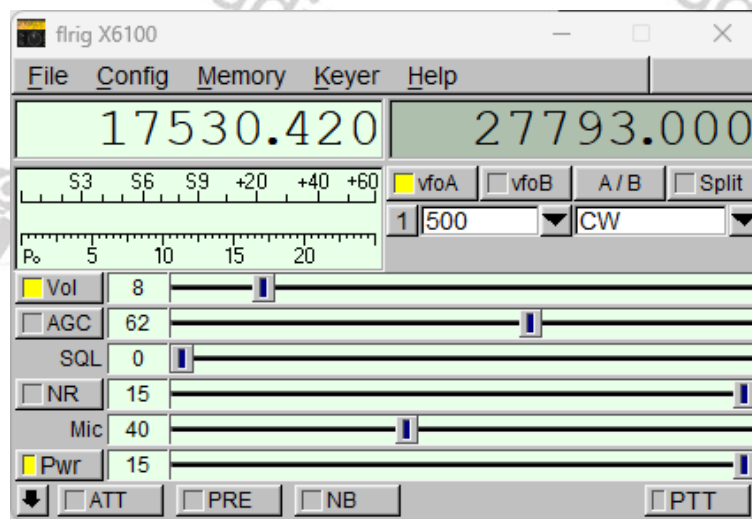 flrig X6100
File Config Memory Keyer Help
17530.420 27793.000
S3 S6 S9 +20 +40 +60
vfoA vfoB A / B Split
1 500 CW
Po 5 10 15 20
Vol 8
AGC 62
SQL 0
NR 15
Mic 40
Pwr 15
ATT PRE NB PTT